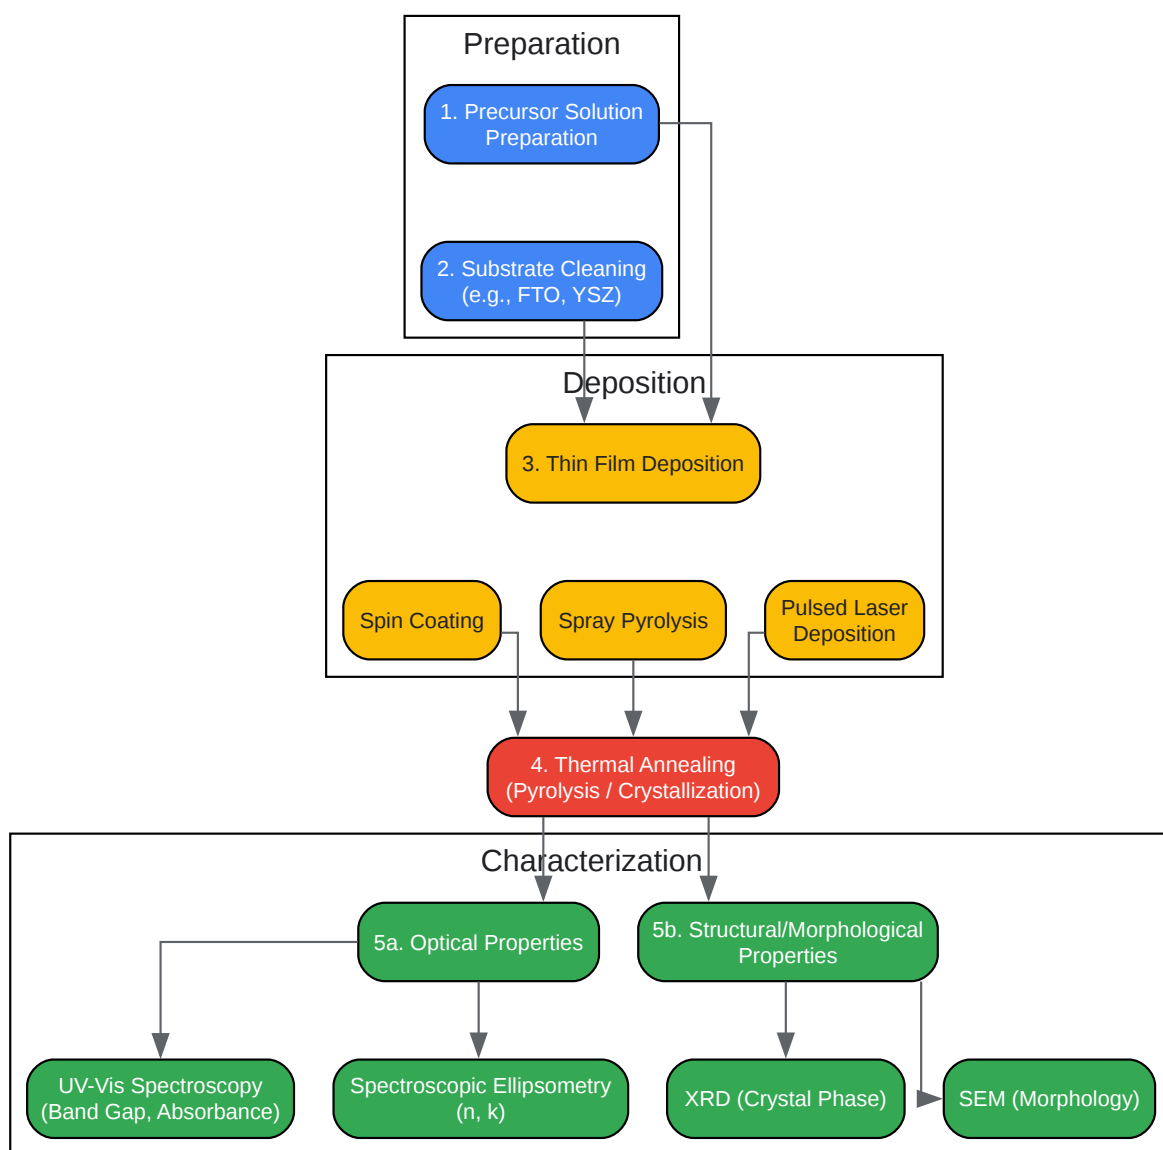 Preparation
1. Precursor Solution
Preparation
2. Substrate Cleaning
(e.g., FTO, YSZ)
Deposition
3. Thin Film Deposition
Spin Coating
Spray Pyrolysis
Pulsed Laser
Deposition
4. Thermal Annealing
(Pyrolysis / Crystallization)
Characterization
5a. Optical Properties
5b. Structural/Morphological
Properties
UV-Vis Spectroscopy
(Band Gap, Absorbance)
Spectroscopic Ellipsometry
(n, k)
XRD (Crystal Phase)
SEM (Morphology)